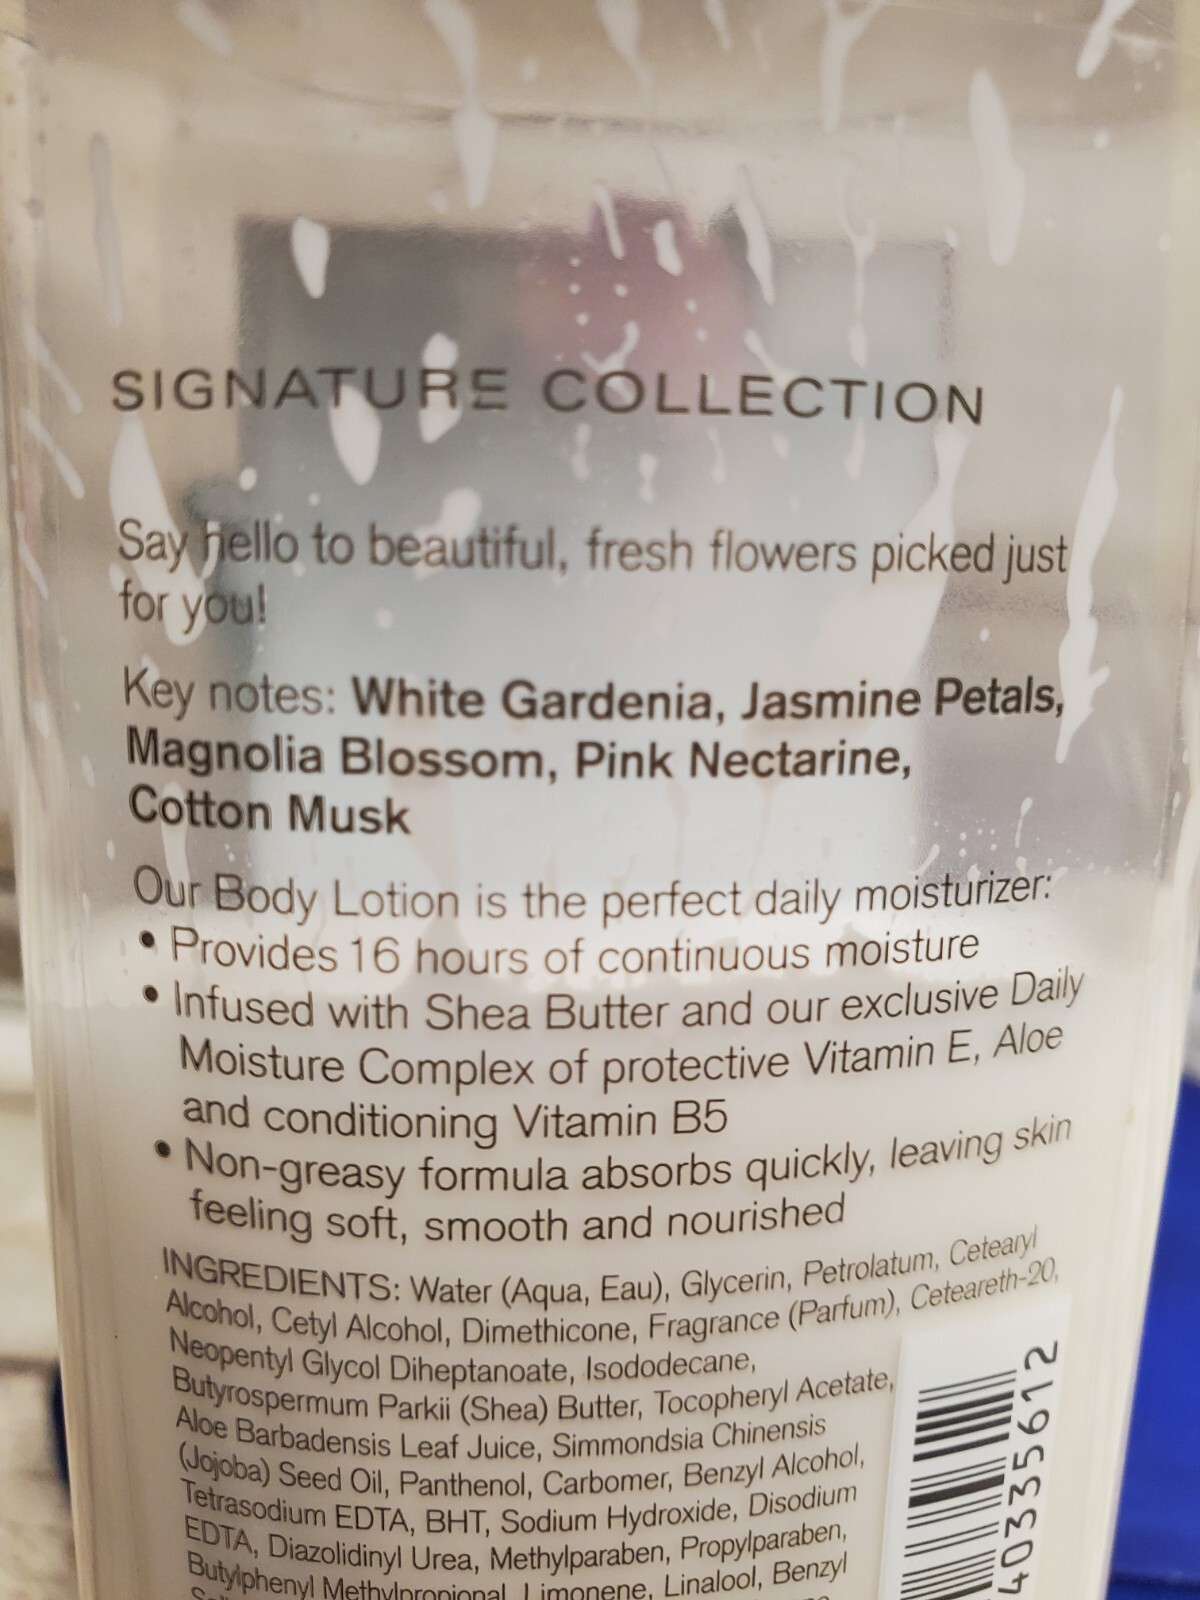 SIGNATURE COLLECTION
Say hello to beautiful, fresh flowers picked just
for you!
Key notes: White Gardenia, Jasmine Petals,
Magnolia Blossom, Pink Nectarine,
Cotton Musk
Our Body Lotion is the perfect daily moisturizer:
• Provides 16 hours of continuous moisture
• Infused with Shea Butter and our exclusive Daily
Moisture Complex of protective Vitamin E, Aloe
and conditioning Vitamin B5
• Non-greasy formula absorbs quickly, leaving skin
feeling soft, smooth and nourished
INGREDIENTS: Water (Aqua, Eau), Glycerin, Petrolatum, Cetearyl
Alcohol, Cetyl Alcohol, Dimethicone, Fragrance (Parfum), Ceteareth-20,
Neopentyl Glycol Diheptanoate, Isododecane,
Butyrospermum Parkii (Shea) Butter, Tocopheryl Acetate,
Aloe Barbadensis Leaf Juice, Simmondsia Chinensis
(Jojoba) Seed Oil, Panthenol, Carbomer, Benzyl Alcohol,
Tetrasodium EDTA, BHT, Sodium Hydroxide, Disodium
EDTA, Diazolidinyl Urea, Methylparaben, Propylparaben,
Butylphenyl Methylpropional, Limonene, Linalool, Benzyl
40335612